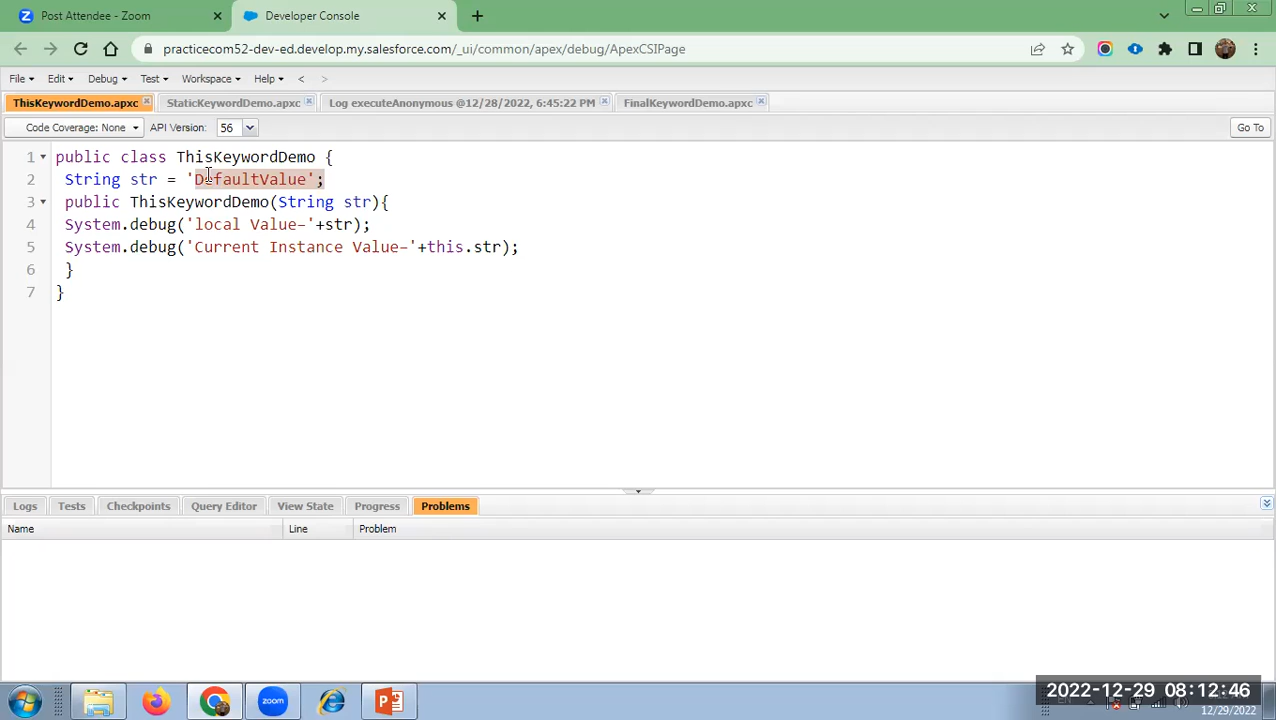 Post Attendee - Zoom
Developer Console
practicecom52-dev-ed.develop.my.salesforce.com/_ui/common/apex/debug/ApexCSIPage
File Edit Debug Test Workspace Help < >
ThisKeywordDemo.apxc StaticKeywordDemo.apxc Log executeAnonymous @12/28/2022, 6:45:22 PM FinalKeywordDemo.apxc
Code Coverage: None API Version: 56 Go To
1 public class ThisKeywordDemo {
2 String str = 'DefaultValue';
3 public ThisKeywordDemo(String str){
4 System.debug('local Value-'+str);
5 System.debug('Current Instance Value-'+this.str);
6 }
7 }
Logs Tests Checkpoints Query Editor View State Progress Problems
Name Line Problem
zoom
2022-12-29 08:12:46
12/29/2022